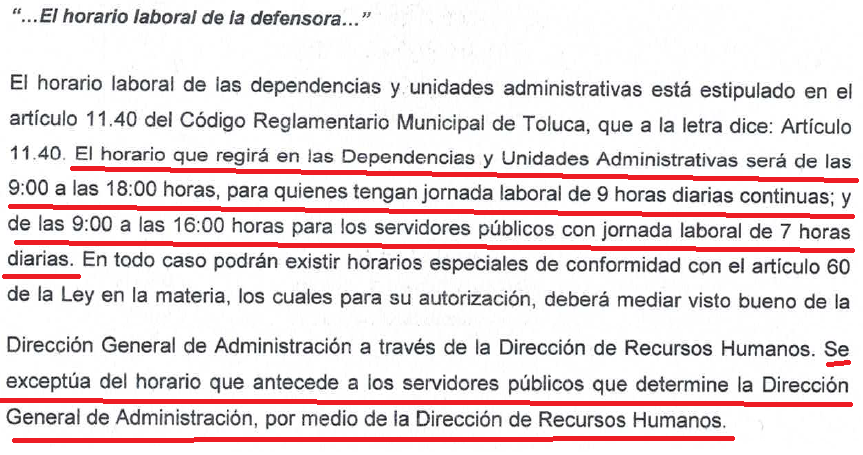 “...El horario laboral de la defensora...”
El horario laboral de las dependencias y unidades administrativas está estipulado en el
artículo 11.40 del Código Reglamentario Municipal de Toluca, que a la letra dice: Artículo
11.40. El horario que regirá en las Dependencias y Unidades Administrativas será de las
9:00 a las 18:00 horas, para quienes tengan jornada laboral de 9 horas diarias continuas; y
de las 9:00 a las 16:00 horas para los servidores públicos con jornada laboral de 7 horas
diarias. En todo caso podrán existir horarios especiales de conformidad con el artículo 60
de la Ley en la materia, los cuales para su autorización, deberá mediar visto bueno de la
Dirección General de Administración a través de la Dirección de Recursos Humanos. Se
exceptúa del horario que antecede a los servidores públicos que determine la Dirección
General de Administración, por medio de la Dirección de Recursos Humanos.